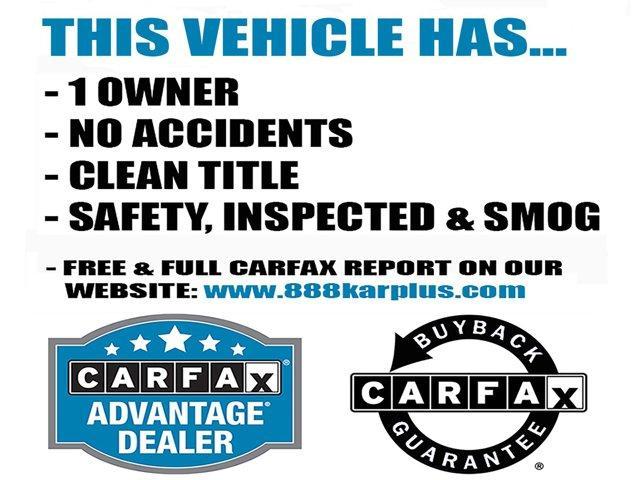 THIS VEHICLE HAS...
- 1 OWNER
- NO ACCIDENTS
- CLEAN TITLE
- SAFETY, INSPECTED & SMOG
- FREE & FULL CARFAX REPORT ON OUR
WEBSITE: www.888karplus.com
CARFAX®
ADVANTAGE®
DEALER
BUYBACK
CARFAX
GUARANTEE
®